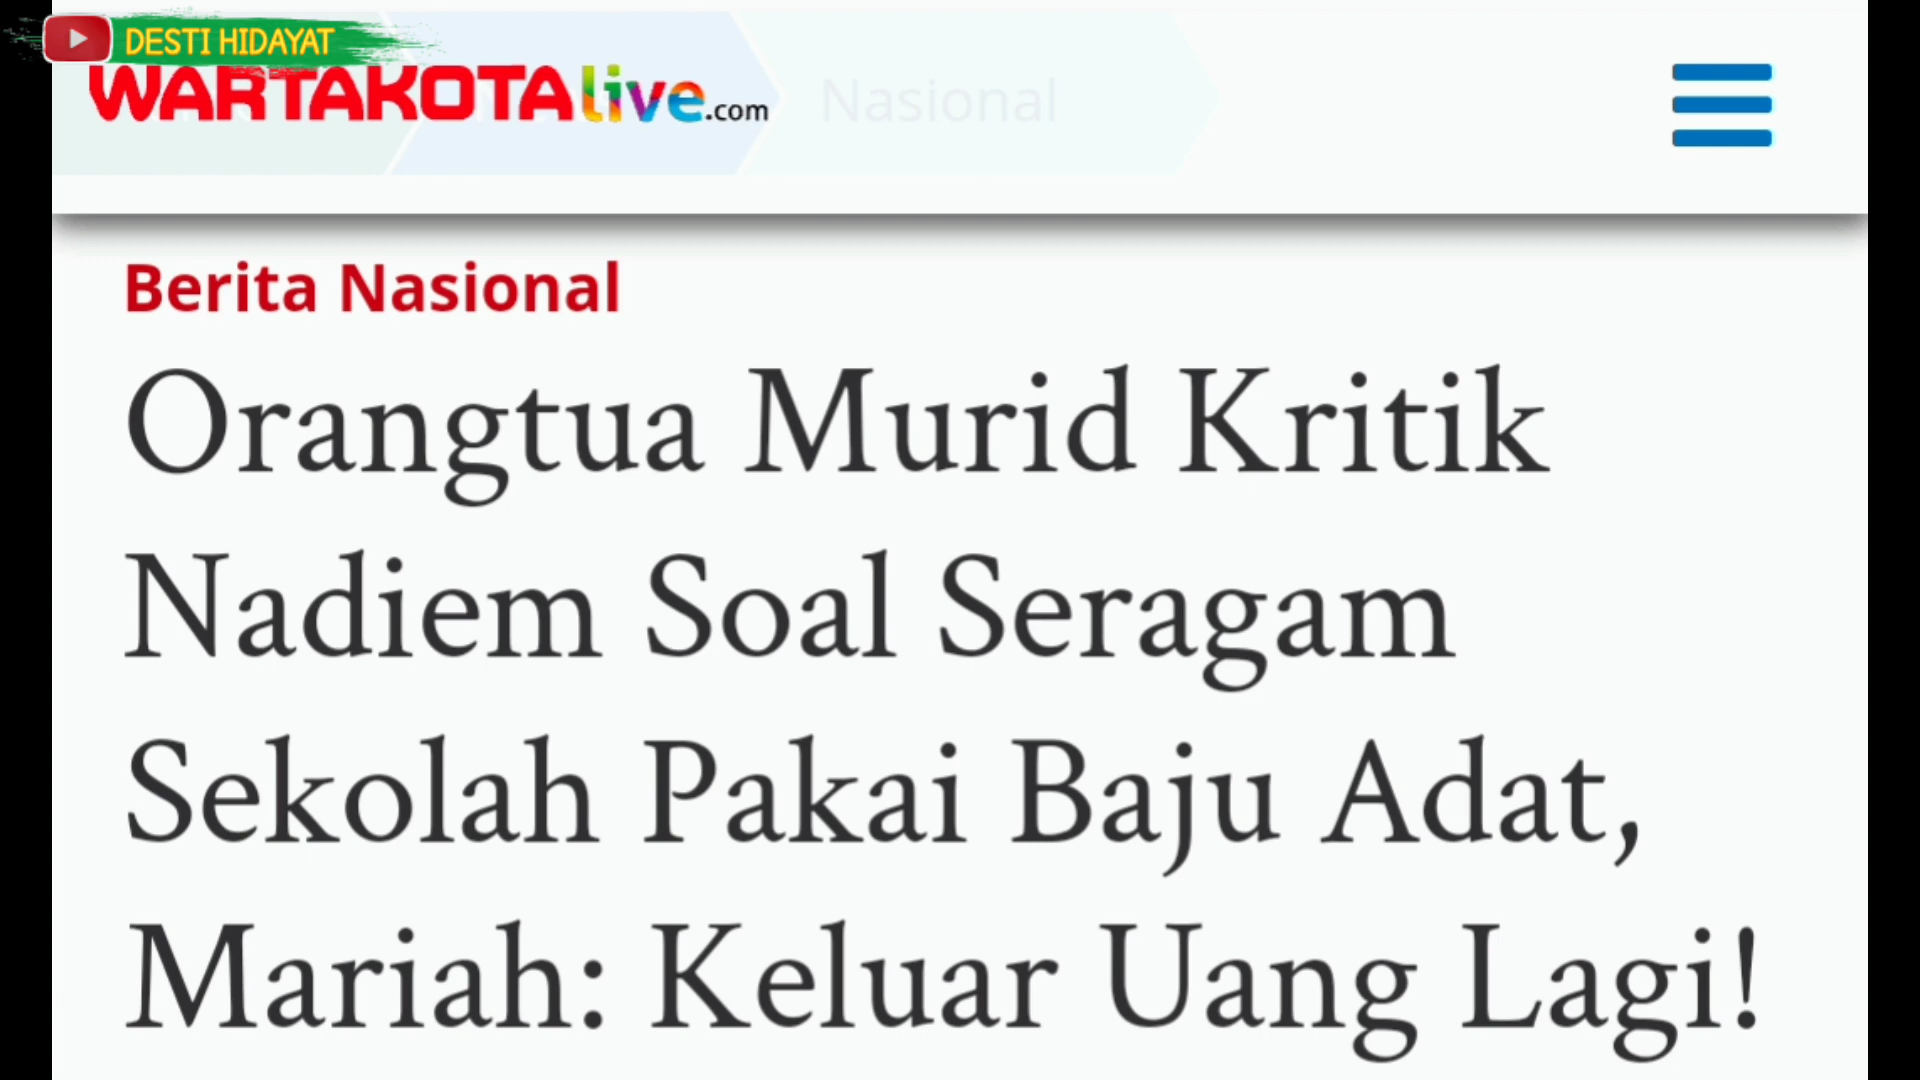 DESTI HIDAYAT
WARTAKOTAlive.com
Nasional
Berita Nasional
Orangtua Murid Kritik
Nadiem Soal Seragam
Sekolah Pakai Baju Adat,
Mariah: Keluar Uang Lagi!